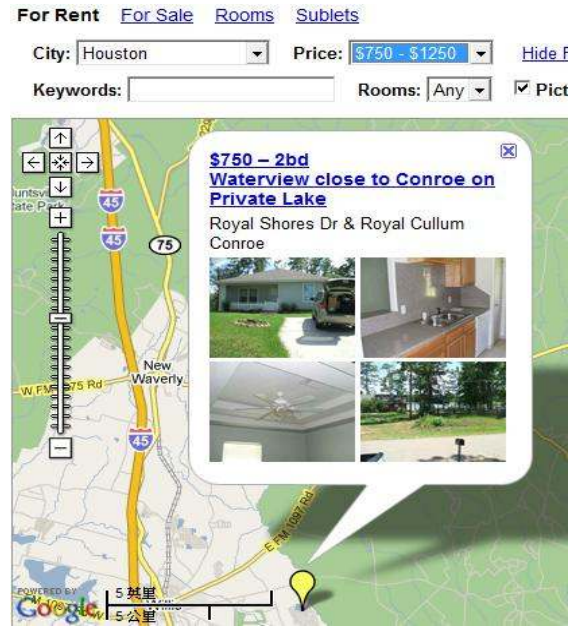 For Rent For Sale Rooms Sublets
City: Houston Price: $750 - $1250 Hide F
Keywords: Rooms: Any Pict
$750 – 2bd
Waterview close to Conroe on
Private Lake
Royal Shores Dr & Royal Cullum
Conroe
45
45
75
New
Waverly
W FM
75 Rd
45
E FM 1097 Rd
POWERED BY
Google
5 英里
5 公里